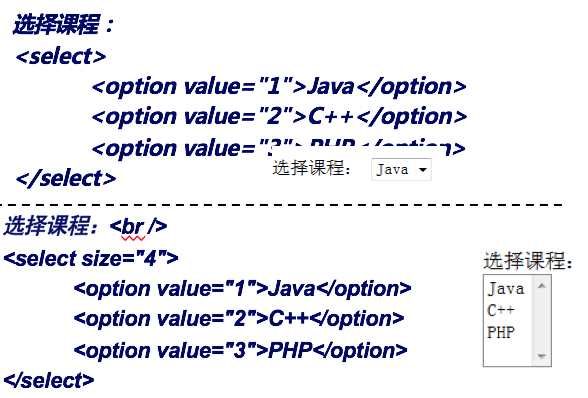 选择课程：
<select>
<option value="1">Java</option>
<option value="2">C++</option>
<option value="3">PHP</option>
选择课程： Java
</select>
选择课程：<br />
<select size="4">
选择课程：
<option value="1">Java</option>
Java
<option value="2">C++</option>
C++
<option value="3">PHP</option>
PHP
</select>